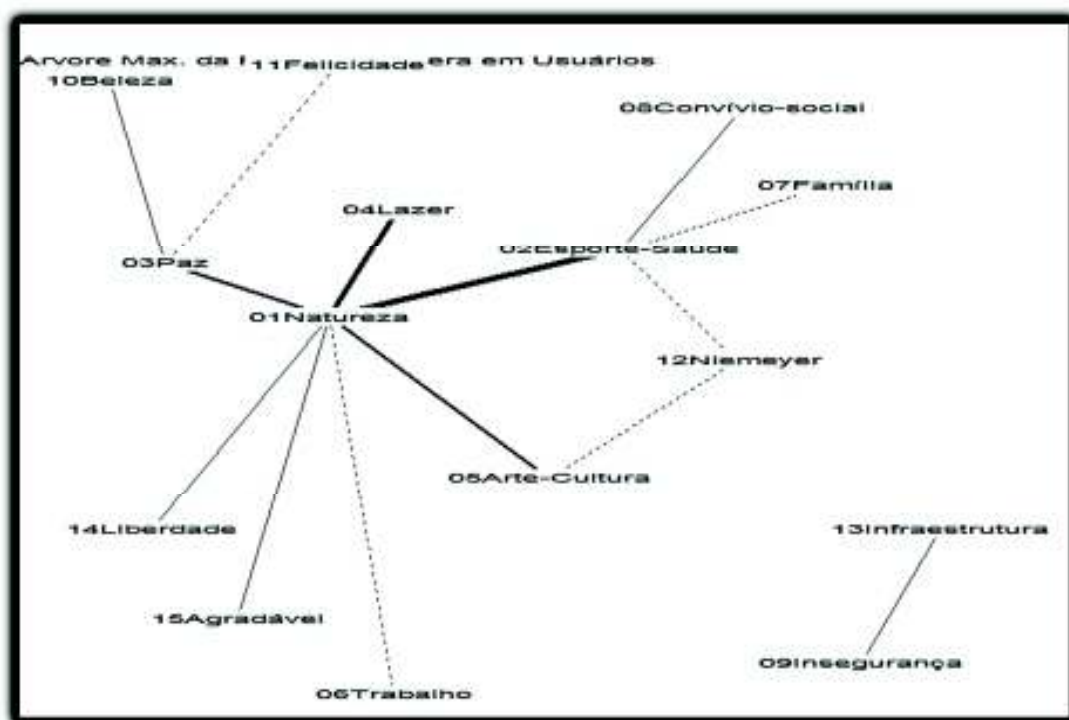 Arvore Max. da
11Felicidade
em Usuários
10Beleza
08Convívio-social
07Família
04Lazer
02Esporte-Saúde
03Paz
01Natureza
12Niemeyer
05Arte-Cultura
14Liberdade
13Infraestrutura
15Agradável
09Insegurança
06Trabalho